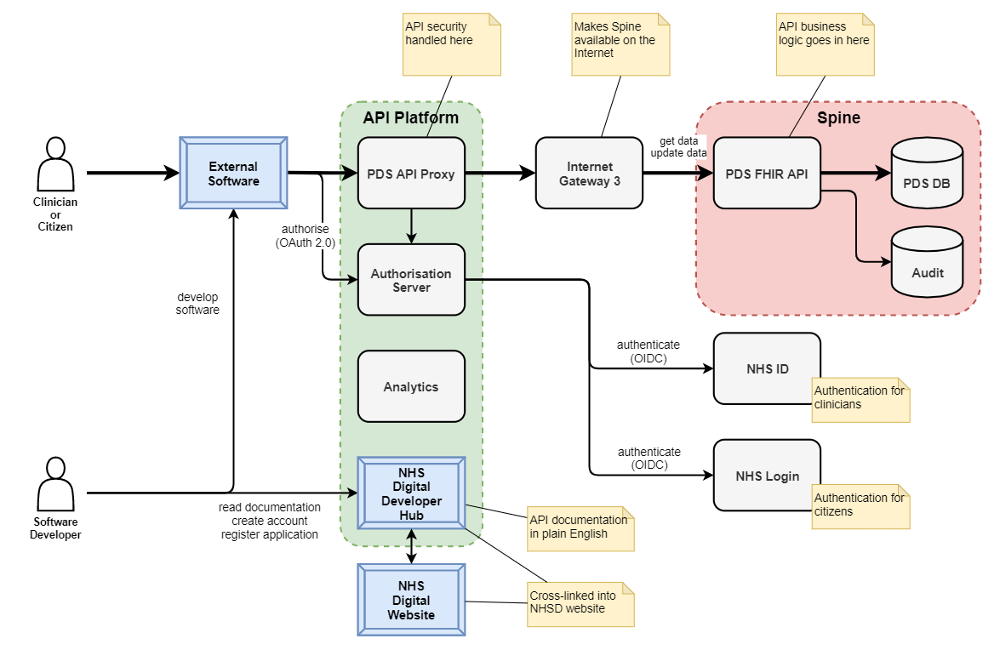 API security
handled here
Makes Spine
available on the
Internet
API business
logic goes in here
API Platform
Spine
Clinician
or
Citizen
External
Software
PDS API Proxy
Internet
Gateway 3
get data
update data
PDS FHIR API
PDS DB
authorise
(OAuth 2.0)
Authorisation
Server
Audit
develop
software
authenticate
(OIDC)
NHS ID
Authentication for
clinicians
Analytics
authenticate
(OIDC)
NHS Login
Authentication for
citizens
Software
Developer
read documentation
create account
register application
NHS
Digital
Developer
Hub
API documentation
in plain English
NHS
Digital
Website
Cross-linked into
NHSD website